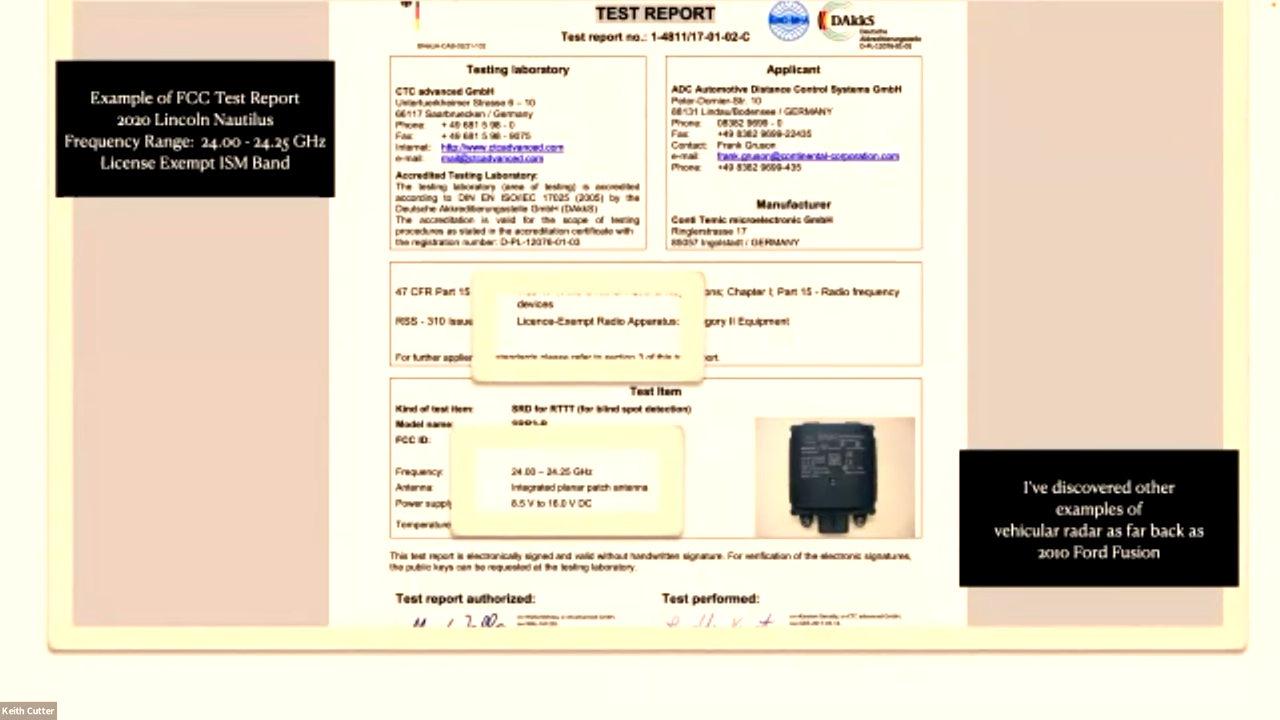 TEST REPORT
Test report no.: 1-4811/17-01-02-C
DAkkS
Deutsche
Akkreditierungsstelle
D-PL-12076-01-03
Example of FCC Test Report
2020 Lincoln Nautilus
Frequency Range: 24.00 - 24.25 GHz
License Exempt ISM Band
Testing laboratory
CTC advanced GmbH
Untertuerkheimer Strasse 6 – 10
66117 Saarbruecken / Germany
Phone: + 49 681 5 98 - 0
Fax: + 49 681 5 98 - 9075
Internet: http://www.ctcadvanced.com
e-mail: mail@ctcadvanced.com
Accredited Testing Laboratory:
The testing laboratory (area of testing) is accredited
according to DIN EN ISO/IEC 17025 (2005) by the
Deutsche Akkreditierungsstelle GmbH (DAkkS)
The accreditation is valid for the scope of testing
procedures as stated in the accreditation certificate with
the registration number: D-PL-12076-01-03
Applicant
ADC Automotive Distance Control Systems GmbH
Peter-Dornier-Str. 10
88131 Lindau/Bodensee / GERMANY
Phone: 08382 9699 - 0
Fax: +49 8382 9699-22435
Contact: Frank Gruson
e-mail: frank.gruson@continental-corporation.com
Phone: +49 8382 9699-435
Manufacturer
Conti Temic microelectronic GmbH
Ringlerstrasse 17
85057 Ingolstadt / GERMANY
47 CFR Part 15 ons; Chapter I; Part 15 - Radio frequency
devices
RSS - 310 Issue Licence-Exempt Radio Apparatus: gory II Equipment
For further applied standards please refer to section 3 of this t port.
Test Item
Kind of test item: SRD for RTTT (for blind spot detection)
Model name:
FCC ID:
Frequency: 24.00 – 24.25 GHz
Antenna: Integrated planar patch antenna
Power supply 8.5 V to 16.0 V DC
Temperature
I've discovered other
examples of
vehicular radar as far back as
2010 Ford Fusion
This test report is electronically signed and valid without handwritten signature. For verification of the electronic signatures,
the public keys can be requested at the testing laboratory.
Test report authorized:
Test performed:
Keith Cutter